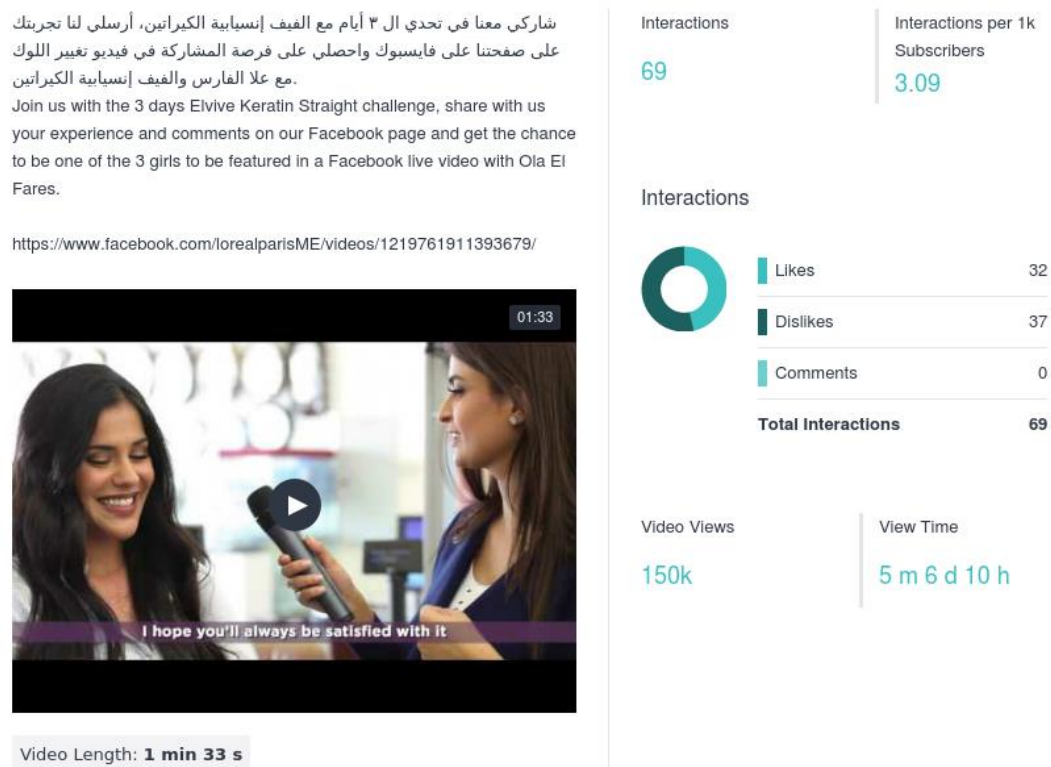 شاركي معنا في تحدي ال ٣ أيام مع الفيف إنسيابية الكيراتين، أرسلي لنا تجربتك
على صفحتنا على فايسبوك واحصلي على فرصة المشاركة في فيديو تغيير اللوك
مع علا الفارس والفيف إنسيابية الكيراتين.
Join us with the 3 days Elvive Keratin Straight challenge, share with us
your experience and comments on our Facebook page and get the chance
to be one of the 3 girls to be featured in a Facebook live video with Ola El
Fares.
https://www.facebook.com/lorealparisME/videos/1219761911393679/
01:33
I hope you'll always be satisfied with it
Video Length: 1 min 33 s
Interactions
69
Interactions per 1k
Subscribers
3.09
Interactions
Likes 32
Dislikes 37
Comments 0
Total Interactions 69
Video Views
150k
View Time
5 m 6 d 10 h